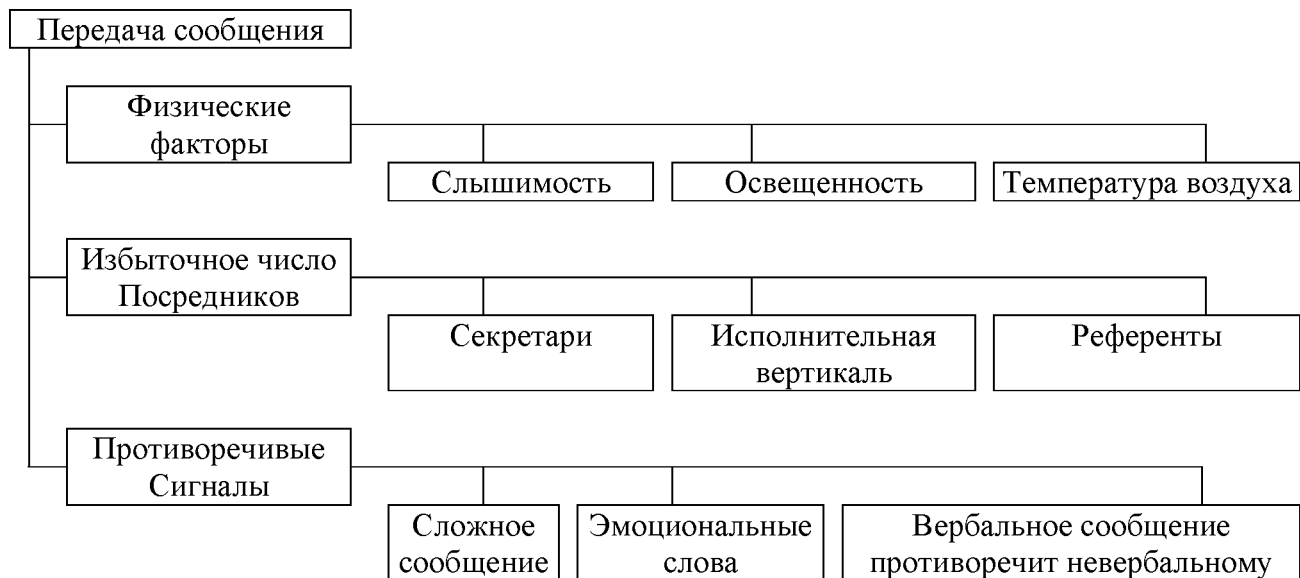 Передача сообщения
Физические
факторы
Слышимость
Освещенность
Температура воздуха
Избыточное число
Посредников
Секретари
Исполнительная
вертикаль
Референты
Противоречивые
Сигналы
Сложное
сообщение
Эмоциональные
слова
Вербальное сообщение
противоречит невербальному